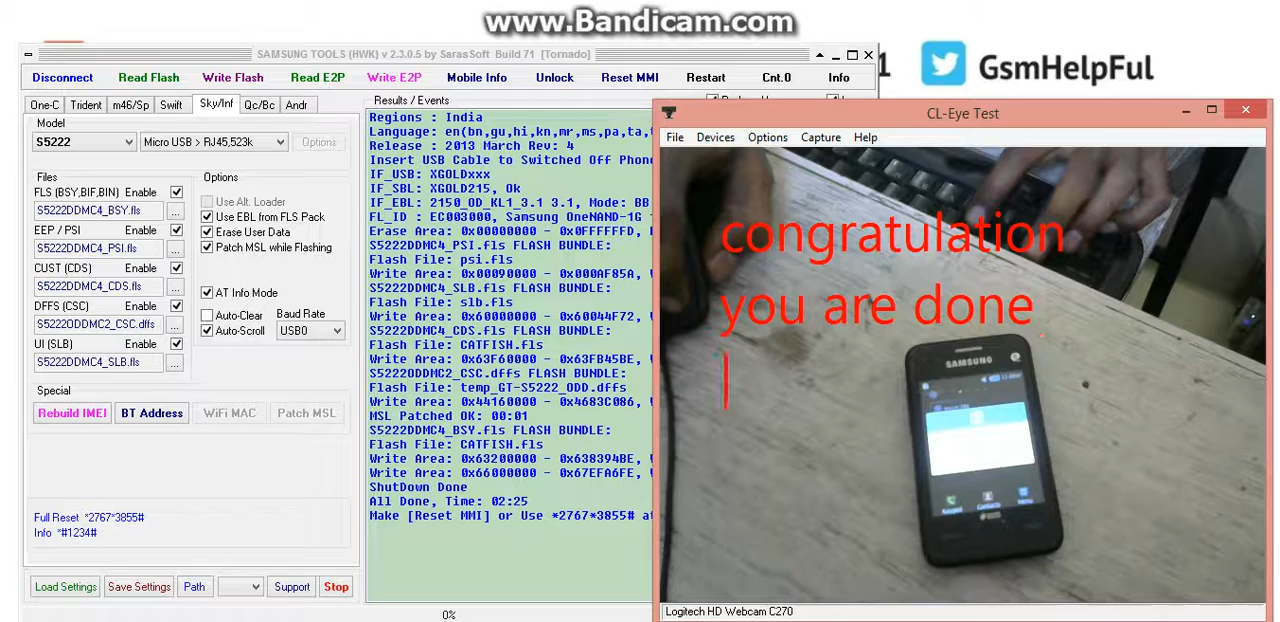 www.Bandicam.com
SAMSUNG TOOLS (HWK) v 2.3.0.5 by SarasSoft Build 71 [Tornado]
1
GsmHelpFul
Disconnect Read Flash Write Flash Read E2P Write E2P Mobile Info Unlock Reset MMI Restart Cnt.0 Info
One-C Trident m46/Sp Swift Sky/Inf Qc/Bc Andr
Model
S5222 Micro USB > RJ45,523k Options
Files
FLS (BSY,BIF,BIN) Enable
S5222DDMC4_BSY.fls ...
EEP / PSI Enable
S5222DDMC4_PSI.fls ...
CUST (CDS) Enable
S5222DDMC4_CDS.fls ...
DFFS (CSC) Enable
S5222ODDMC2_CSC.dffs ...
UI (SLB) Enable
S5222DDMC4_SLB.fls ...
Options
Use Alt. Loader
Use EBL from FLS Pack
Erase User Data
Patch MSL while Flashing
AT Info Mode
Auto-Clear Baud Rate
Auto-Scroll USB0
Special
Rebuild IMEI BT Address WiFi MAC Patch MSL
Full Reset *2767*3855#
Info *#1234#
Load Settings Save Settings Path Support Stop
Results / Events
Regions : India
Language: en(bn,gu,hi,kn,mr,ms,pa,ta,t
Release : 2013 March Rev: 4
Insert USB Cable to Switched Off Phone
IF_USB: XGOLDxxx
IF_SBL: XGOLD215, Ok
IF_EBL: 2150_OD_KL1_3.1 3.1, Mode: BB
FL_ID : EC003000, Samsung OneNAND-1G
Erase Area: 0x00000000 - 0x0FFFFFFD,
S5222DDMC4_PSI.fls FLASH BUNDLE:
Flash File: psi.fls
Write Area: 0x00090000 - 0x000AF85A,
S5222DDMC4_SLB.fls FLASH BUNDLE:
Flash File: slb.fls
Write Area: 0x60000000 - 0x60044F72,
S5222DDMC4_CDS.fls FLASH BUNDLE:
Flash File: CATFISH.fls
Write Area: 0x63F60000 - 0x63FB45BE,
S5222ODDMC2_CSC.dffs FLASH BUNDLE:
Flash File: temp_GT-S5222_ODD.dffs
Write Area: 0x44160000 - 0x4683C086,
MSL Patched OK: 00:01
S5222DDMC4_BSY.fls FLASH BUNDLE:
Flash File: CATFISH.fls
Write Area: 0x63200000 - 0x638394BE,
Write Area: 0x66000000 - 0x67EFA6FE,
ShutDown Done
All Done, Time: 02:25
Make [Reset MMI] or Use *2767*3855# at
0%
CL-Eye Test
File Devices Options Capture Help
congratulation
you are done
SAMSUNG
Logitech HD Webcam C270